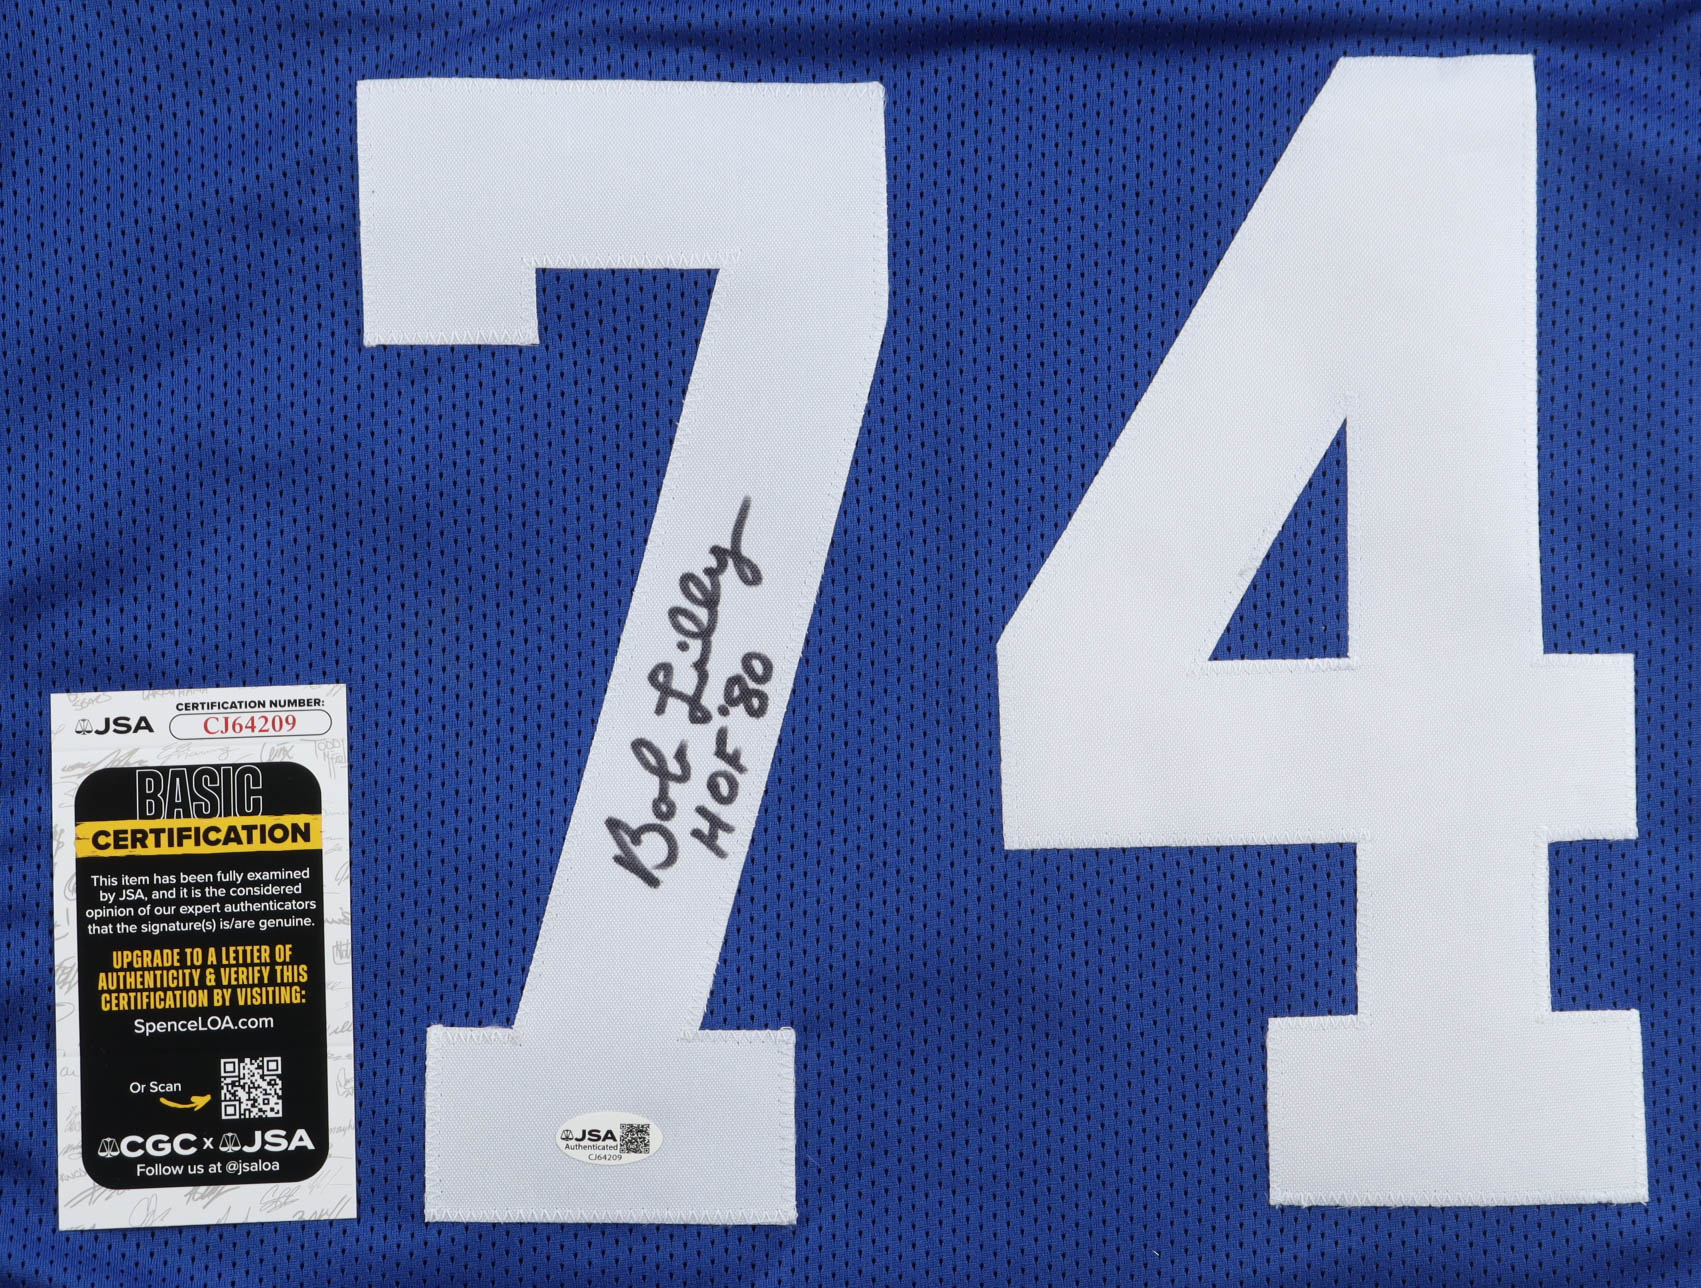 74
Bob Lilly
HOF '80
JSA
CERTIFICATION NUMBER:
CJ64209
BASIC
CERTIFICATION
This item has been fully examined
by JSA, and it is the considered
opinion of our expert authenticators
that the signature(s) is/are genuine.
UPGRADE TO A LETTER OF
AUTHENTICITY & VERIFY THIS
CERTIFICATION BY VISITING:
SpenceLOA.com
Or Scan
CGC x JSA
Follow us at @jsaloa
JSA
Authenticated
CJ64209